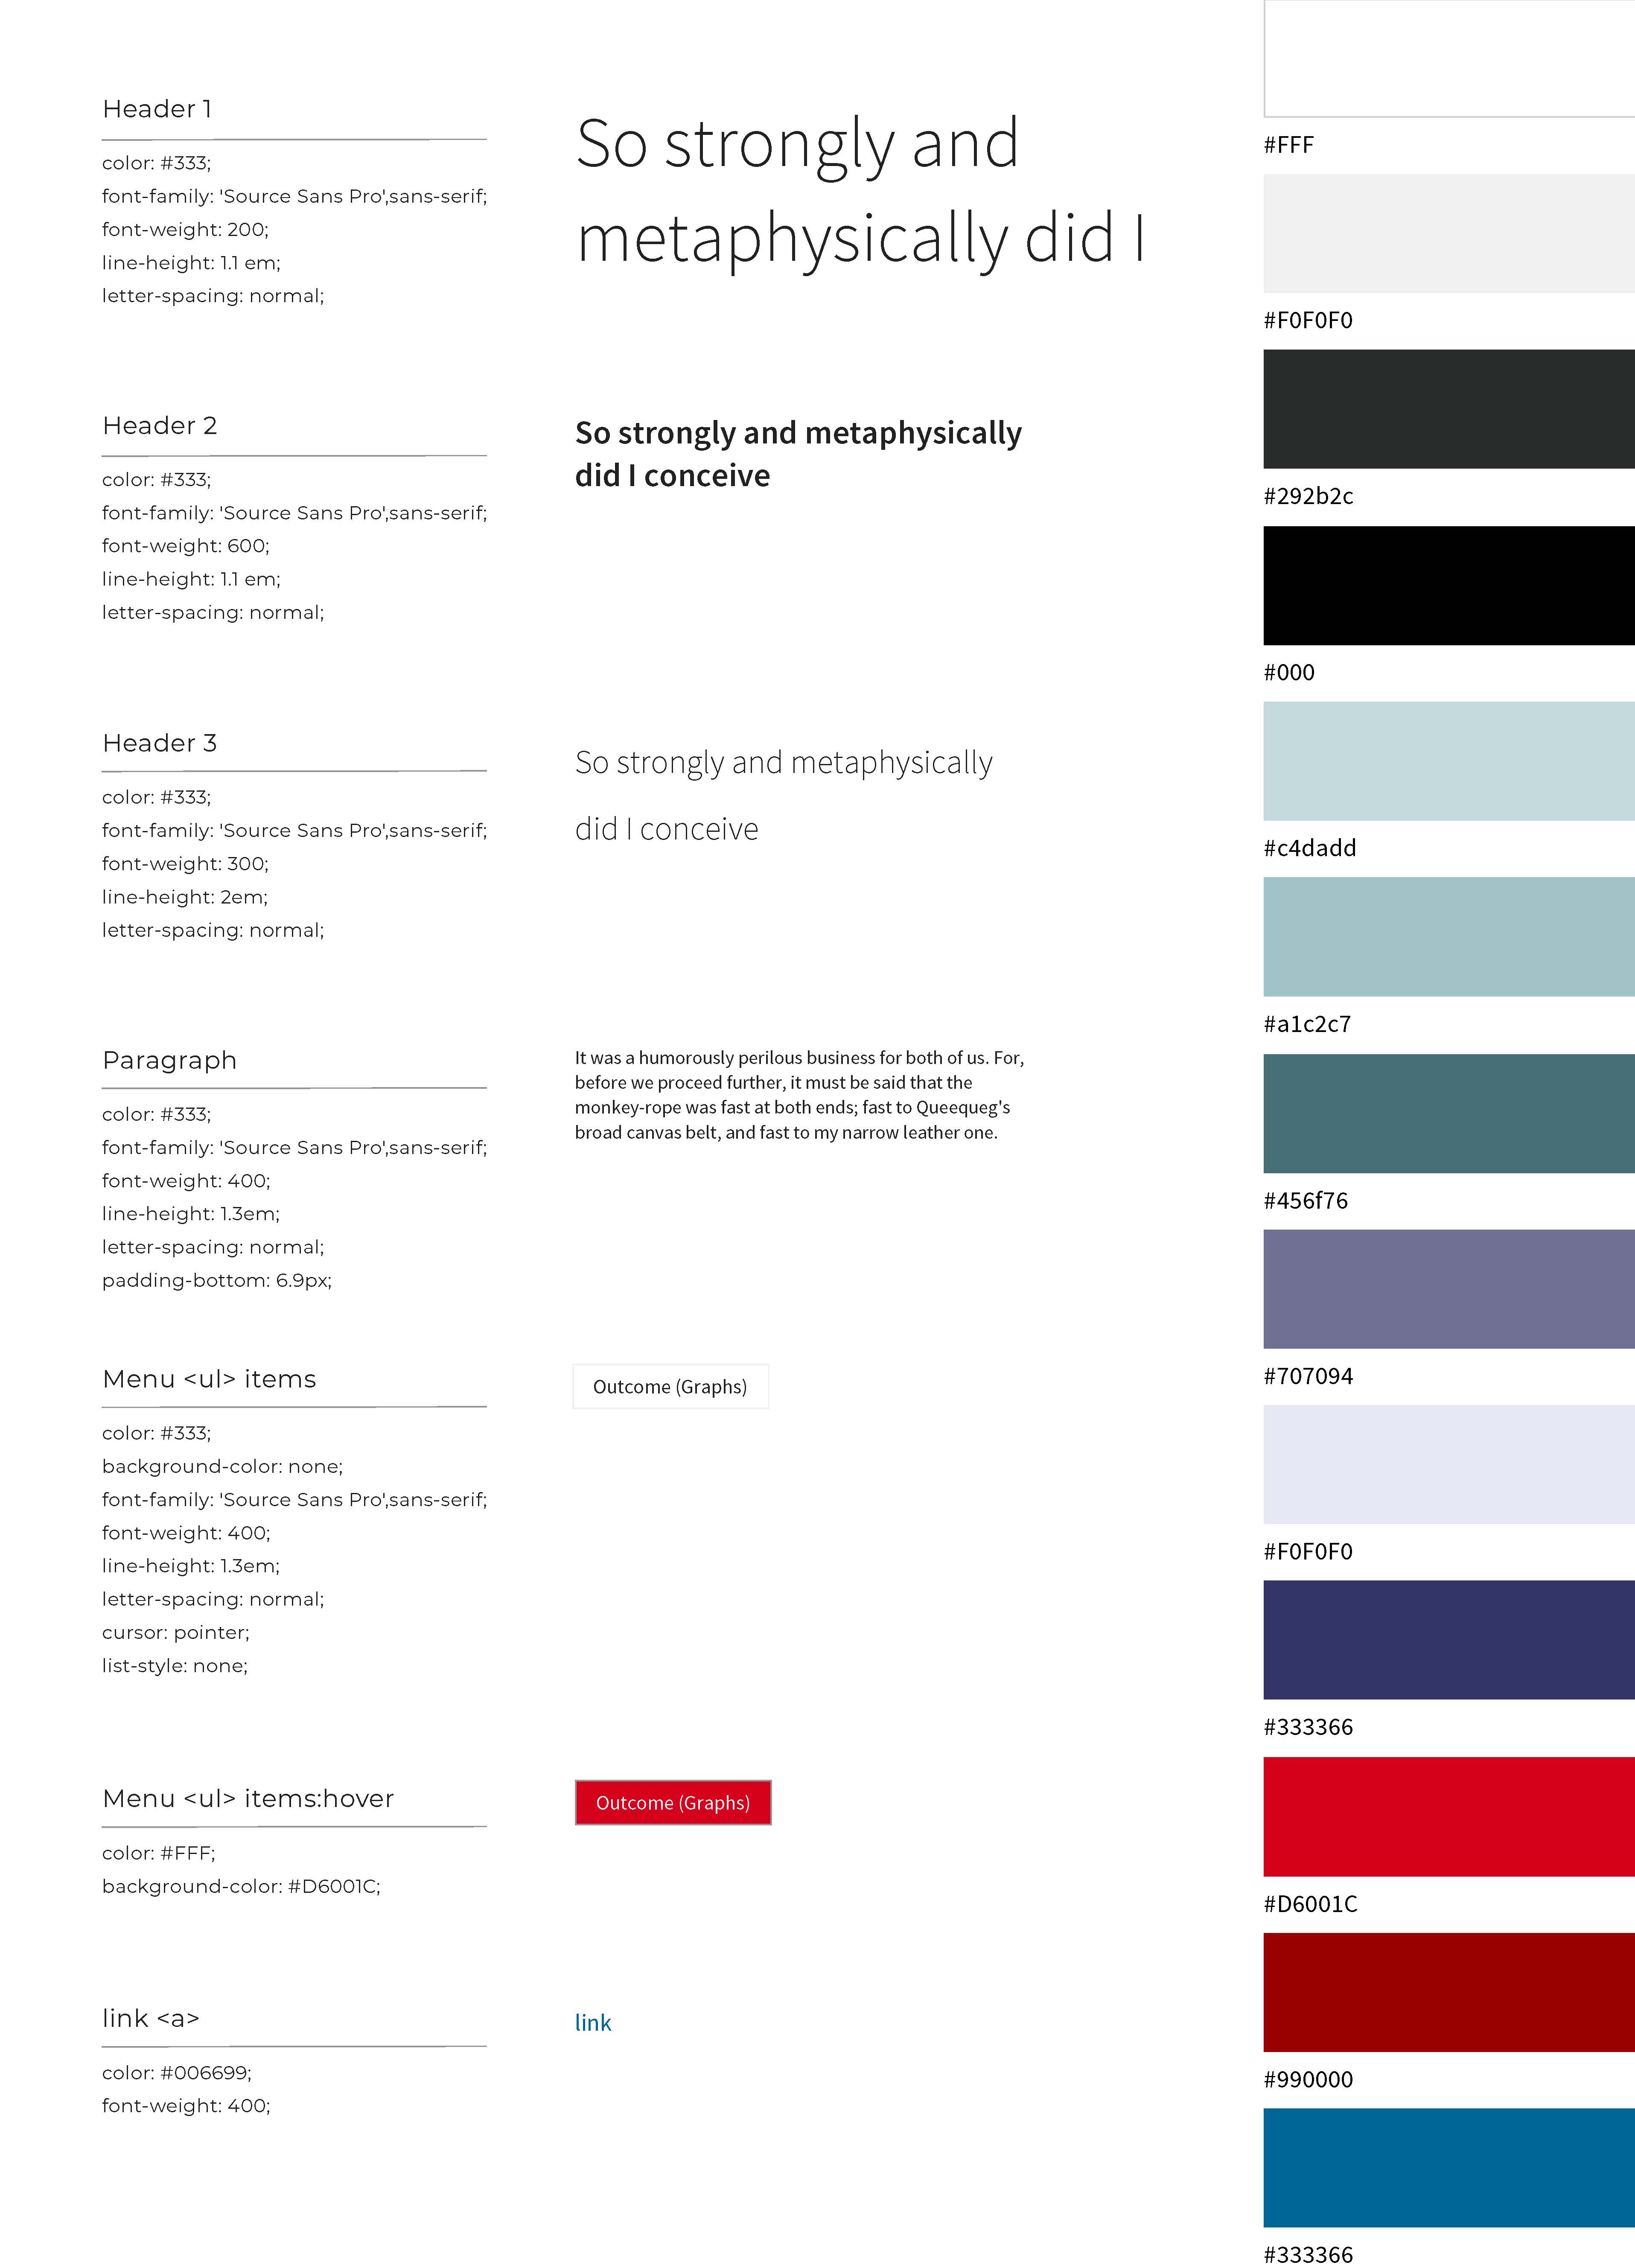 Header 1
color: #333;
font-family: 'Source Sans Pro',sans-serif;
font-weight: 200;
line-height: 1.1 em;
letter-spacing: normal;
So strongly and
metaphysically did I
Header 2
color: #333;
font-family: 'Source Sans Pro',sans-serif;
font-weight: 600;
line-height: 1.1 em;
letter-spacing: normal;
So strongly and metaphysically
did I conceive
Header 3
color: #333;
font-family: 'Source Sans Pro',sans-serif;
font-weight: 300;
line-height: 2em;
letter-spacing: normal;
So strongly and metaphysically
did I conceive
Paragraph
color: #333;
font-family: 'Source Sans Pro',sans-serif;
font-weight: 400;
line-height: 1.3em;
letter-spacing: normal;
padding-bottom: 6.9px;
It was a humorously perilous business for both of us. For,
before we proceed further, it must be said that the
monkey-rope was fast at both ends; fast to Queequeg's
broad canvas belt, and fast to my narrow leather one.
Menu <ul> items
color: #333;
background-color: none;
font-family: 'Source Sans Pro',sans-serif;
font-weight: 400;
line-height: 1.3em;
letter-spacing: normal;
cursor: pointer;
list-style: none;
Outcome (Graphs)
Menu <ul> items:hover
color: #FFF;
background-color: #D6001C;
Outcome (Graphs)
link <a>
color: #006699;
font-weight: 400;
link
#FFF
#F0F0F0
#292b2c
#000
#c4dadd
#a1c2c7
#456f76
#707094
#F0F0F0
#333366
#D6001C
#990000
#333366